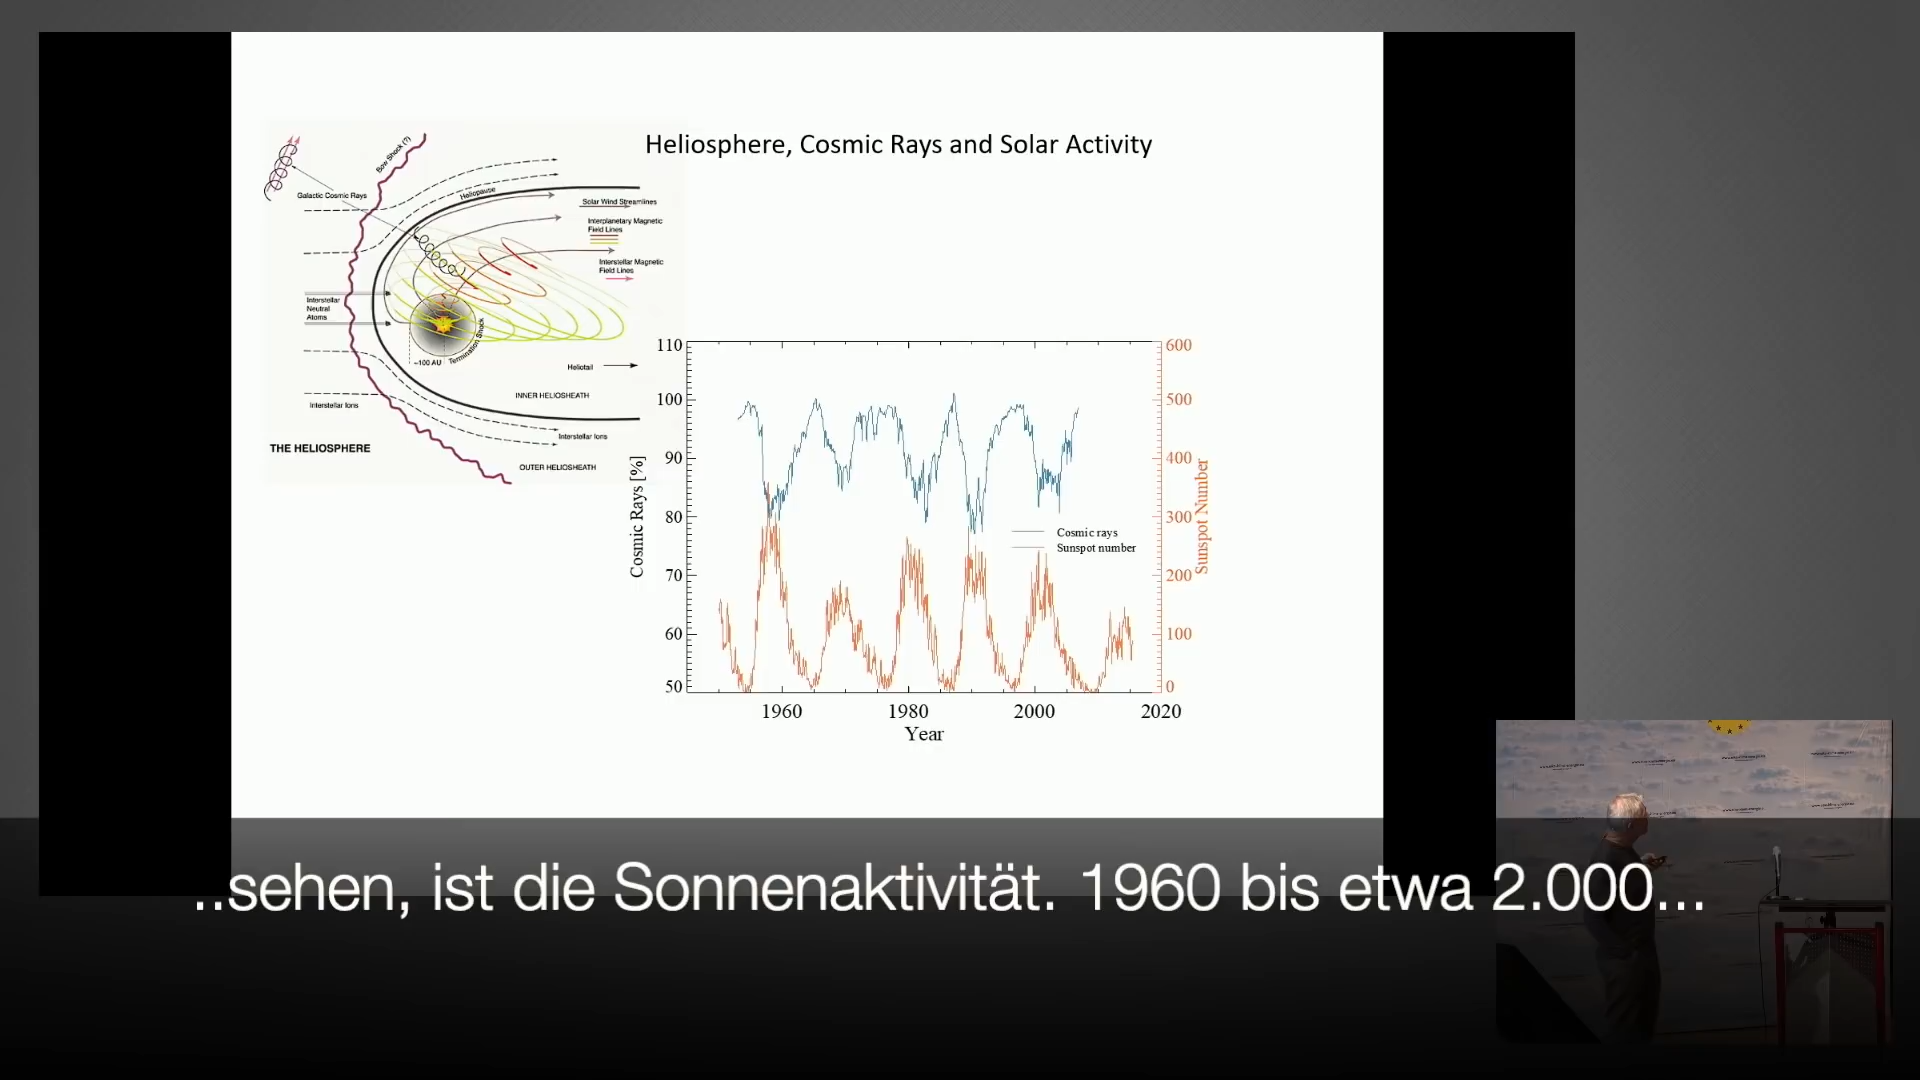 Heliosphere, Cosmic Rays and Solar Activity
Bow Shock (?)
Galactic Cosmic Rays
Heliopause
Solar Wind Streamlines
Interplanetary Magnetic
Field Lines
Interstellar Magnetic
Field Lines
Interstellar
Neutral
Atoms
Termination Shock
~100 AU
Heliotail
INNER HELIOSHEATH
Interstellar Ions
Interstellar Ions
THE HELIOSPHERE
OUTER HELIOSHEATH
110
100
90
80
70
60
50
Cosmic Rays [%]
600
500
400
300
200
100
0
Sunspot Number
Cosmic rays
Sunspot number
1960
1980
2000
2020
Year
..sehen, ist die Sonnenaktivität. 1960 bis etwa 2.000...